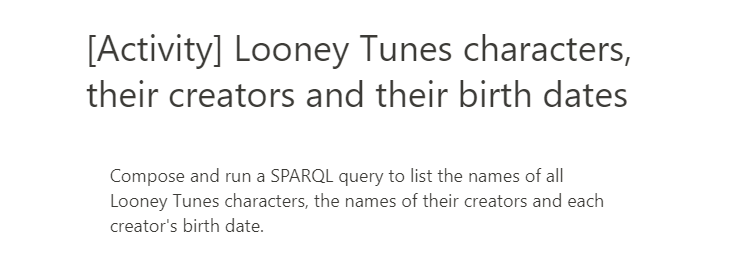 [Activity] Looney Tunes characters,
their creators and their birth dates
Compose and run a SPARQL query to list the names of all
Looney Tunes characters, the names of their creators and each
creator's birth date.